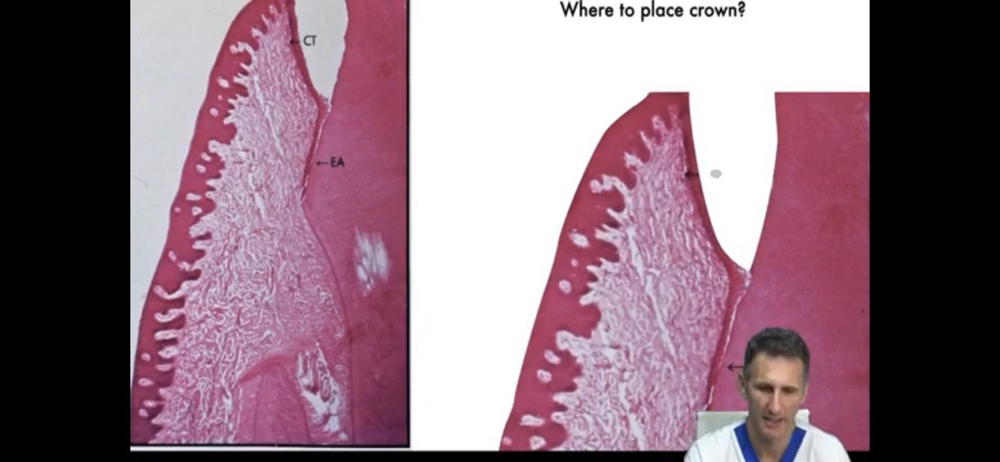 Where to place crown?
←CT
←EA
←
←